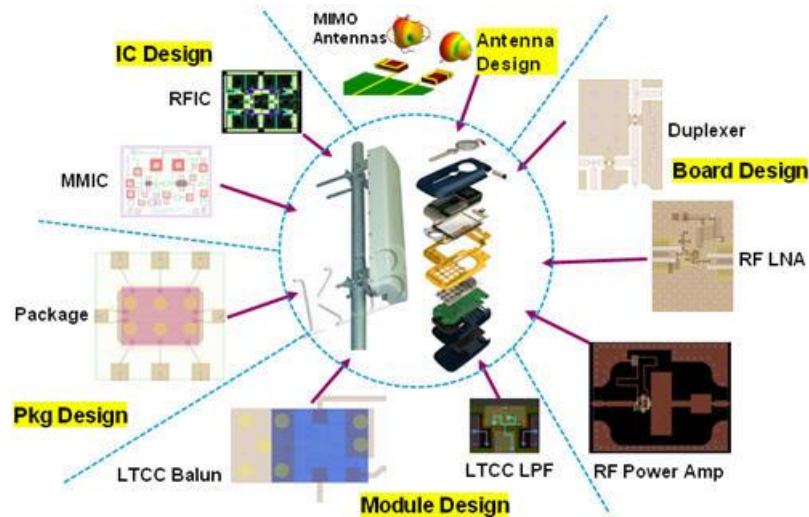 MIMO
Antennas
Antenna
Design
IC Design
RFIC
MMIC
Duplexer
Board Design
RF LNA
Package
Pkg Design
LTCC Balun
LTCC LPF
RF Power Amp
Module Design